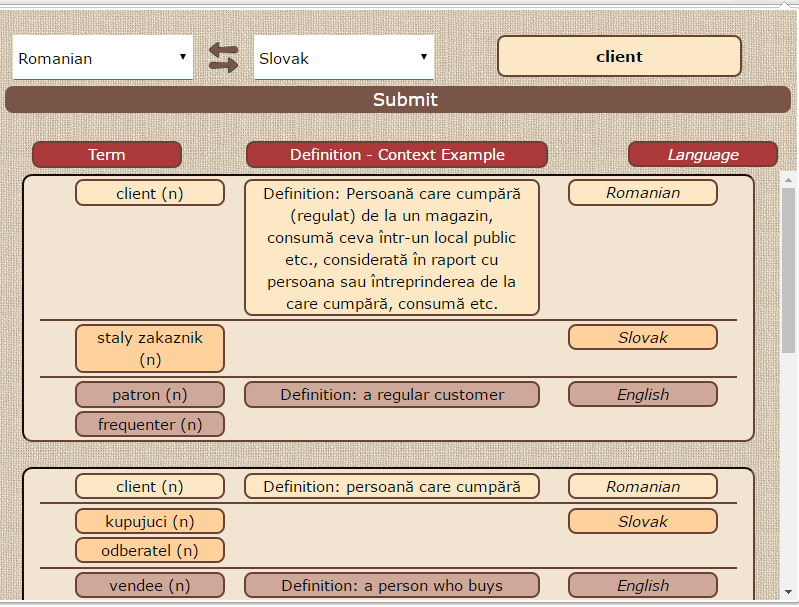 Romanian Slovak client
Submit
Term Definition - Context Example Language
client (n) Definition: Persoană care cumpără Romanian
(regulat) de la un magazin,
consumă ceva într-un local public
etc., considerată în raport cu
persoana sau întreprinderea de la
care cumpără, consumă etc.
staly zakaznik Slovak
(n)
patron (n) Definition: a regular customer English
frequenter (n)
client (n) Definition: persoană care cumpără Romanian
kupujuci (n) Slovak
odberatel (n)
vendee (n) Definition: a person who buys English